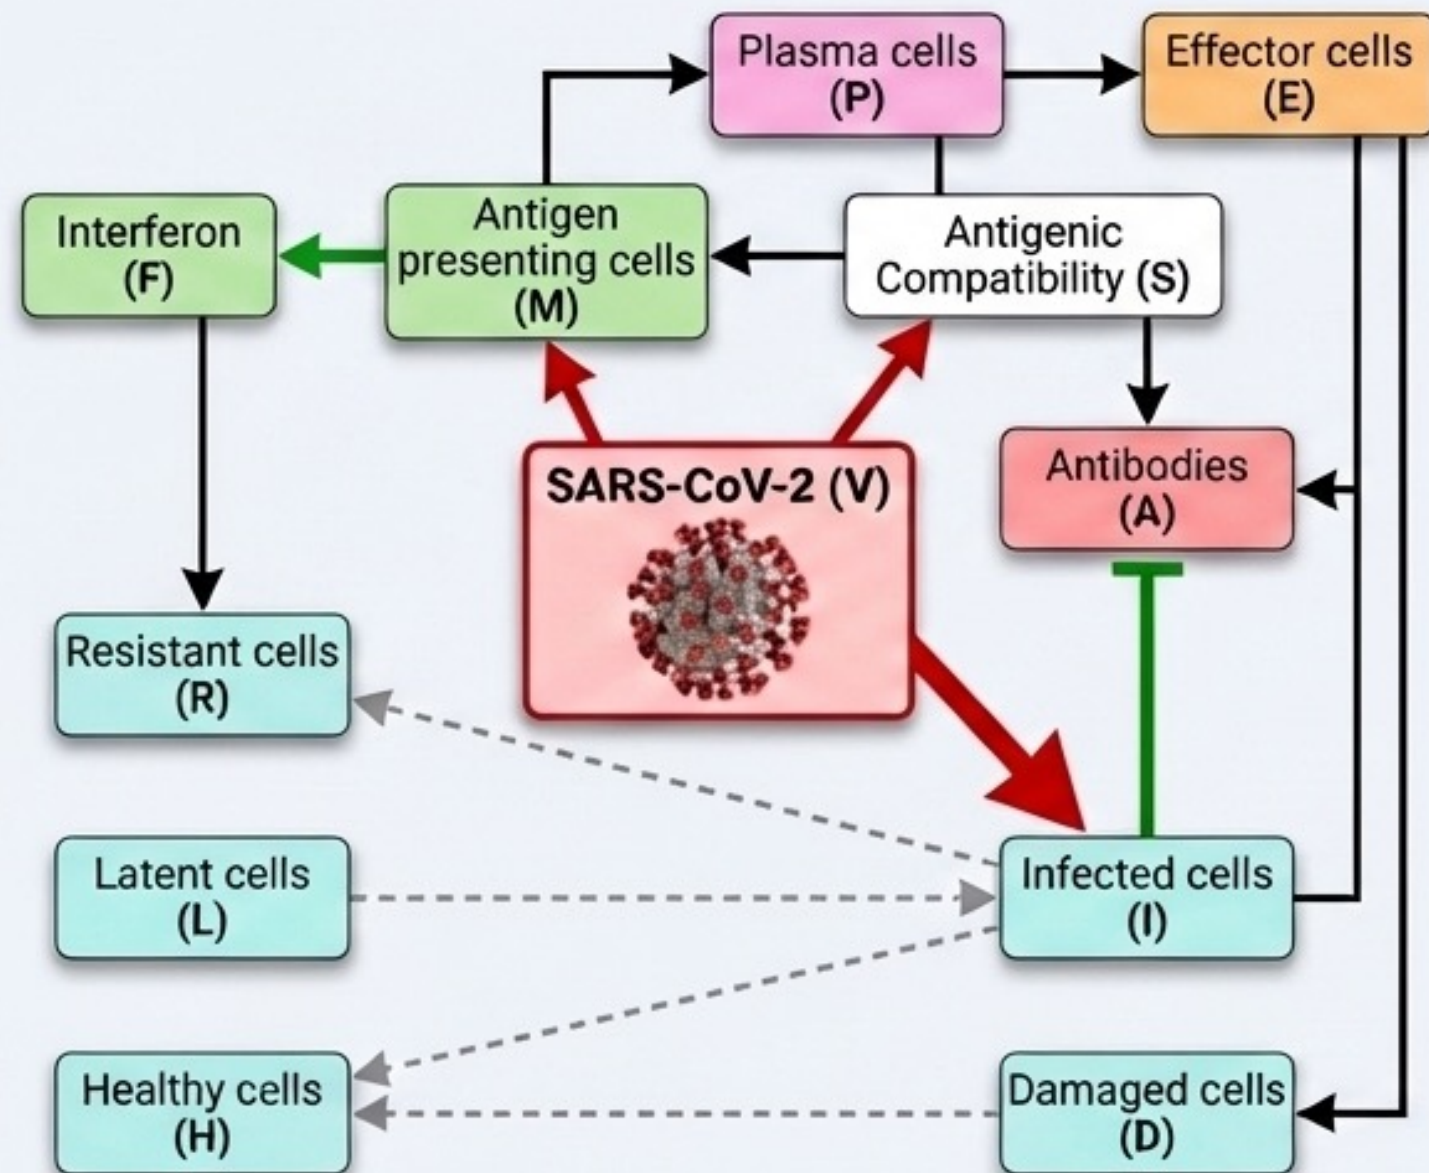 Plasma cells
(P)
Effector cells
(E)
Interferon
(F)
Antigen
presenting cells
(M)
Antigenic
Compatibility (S)
SARS-CoV-2 (V)
Antibodies
(A)
Resistant cells
(R)
Latent cells
(L)
Infected cells
(I)
Healthy cells
(H)
Damaged cells
(D)